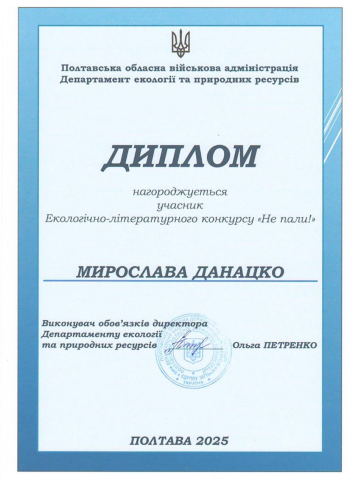 Полтавська обласна військова адміністрація
Департамент екології та природних ресурсів
ДИПЛОМ
нагороджується
учасник
Екологічно-літературного конкурсу «Не пали!»
МИРОСЛАВА ДАНАЦКО
Виконувач обов’язків директора
Департаменту екології
та природних ресурсів Ольга ПЕТРЕНКО
ПОЛТАВА 2025